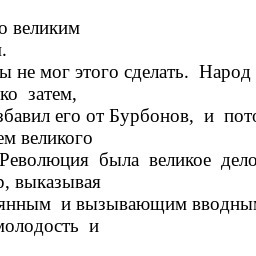 о великим
.
ы не мог этого сделать. Народ
ко затем,
збавил его от Бурбонов, и пото
ем великого
Революция была великое дело
р, выказывая
янным и вызывающим вводны
молодость и